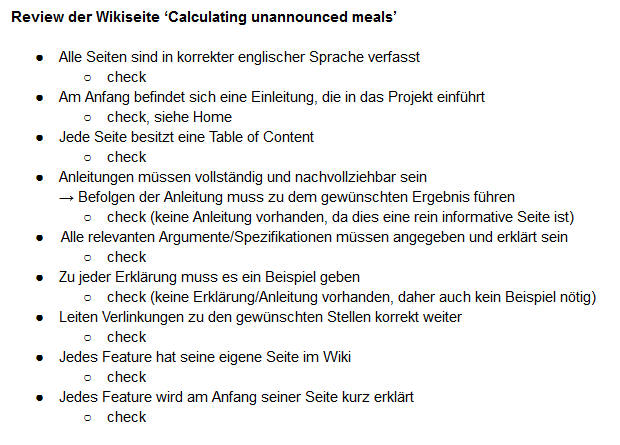 Review der Wikiseite ‘Calculating unannounced meals’
● Alle Seiten sind in korrekter englischer Sprache verfasst
○ check
● Am Anfang befindet sich eine Einleitung, die in das Projekt einführt
○ check, siehe Home
● Jede Seite besitzt eine Table of Content
○ check
● Anleitungen müssen vollständig und nachvollziehbar sein
→ Befolgen der Anleitung muss zu dem gewünschten Ergebnis führen
○ check (keine Anleitung vorhanden, da dies eine rein informative Seite ist)
● Alle relevanten Argumente/Spezifikationen müssen angegeben und erklärt sein
○ check
● Zu jeder Erklärung muss es ein Beispiel geben
○ check (keine Erklärung/Anleitung vorhanden, daher auch kein Beispiel nötig)
● Leiten Verlinkungen zu den gewünschten Stellen korrekt weiter
○ check
● Jedes Feature hat seine eigene Seite im Wiki
○ check
● Jedes Feature wird am Anfang seiner Seite kurz erklärt
○ check